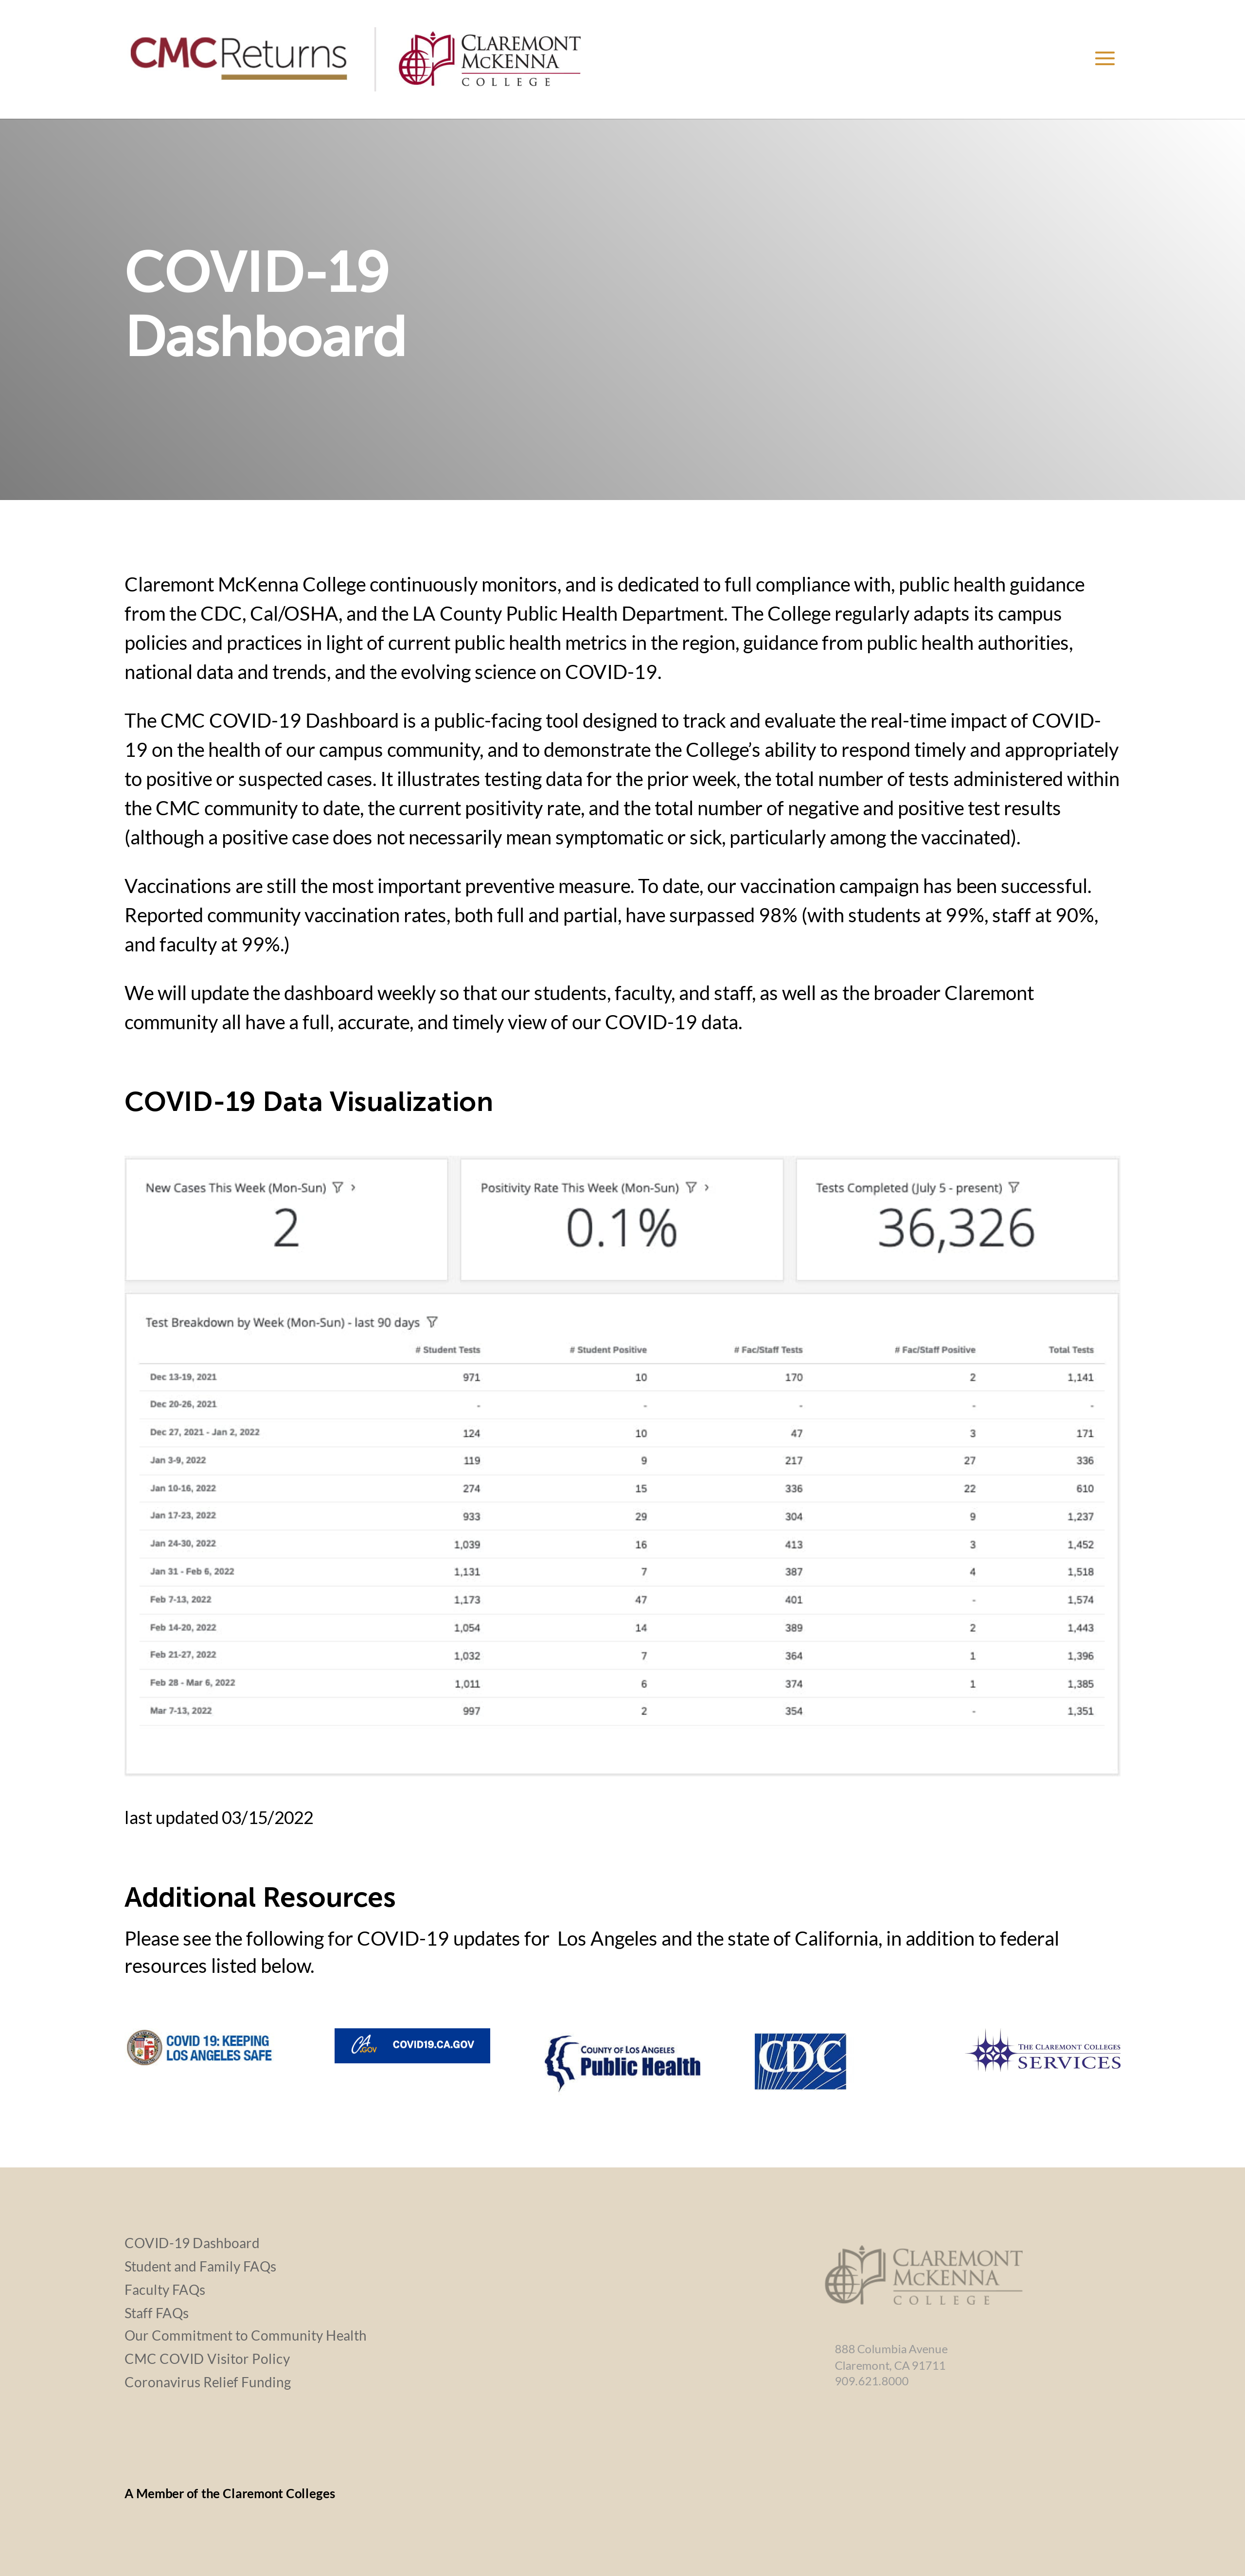 CMCReturns
CLAREMONT
MCKENNA
COLLEGE
COVID-19
Dashboard
Claremont McKenna College continuously monitors, and is dedicated to full compliance with, public health guidance
from the CDC, Cal/OSHA, and the LA County Public Health Department. The College regularly adapts its campus
policies and practices in light of current public health metrics in the region, guidance from public health authorities,
national data and trends, and the evolving science on COVID-19.
The CMC COVID-19 Dashboard is a public-facing tool designed to track and evaluate the real-time impact of COVID-
19 on the health of our campus community, and to demonstrate the College’s ability to respond timely and appropriately
to positive or suspected cases. It illustrates testing data for the prior week, the total number of tests administered within
the CMC community to date, the current positivity rate, and the total number of negative and positive test results
(although a positive case does not necessarily mean symptomatic or sick, particularly among the vaccinated).
Vaccinations are still the most important preventive measure. To date, our vaccination campaign has been successful.
Reported community vaccination rates, both full and partial, have surpassed 98% (with students at 99%, staff at 90%,
and faculty at 99%.)
We will update the dashboard weekly so that our students, faculty, and staff, as well as the broader Claremont
community all have a full, accurate, and timely view of our COVID-19 data.
COVID-19 Data Visualization
New Cases This Week (Mon-Sun) ›
2
Positivity Rate This Week (Mon-Sun) ›
0.1%
Tests Completed (July 5 - present)
36,326
Test Breakdown by Week (Mon-Sun) - last 90 days
# Student Tests # Student Positive # Fac/Staff Tests # Fac/Staff Positive Total Tests
Dec 13-19, 2021 971 10 170 2 1,141
Dec 20-26, 2021 - - - - -
Dec 27, 2021 - Jan 2, 2022 124 10 47 3 171
Jan 3-9, 2022 119 9 217 27 336
Jan 10-16, 2022 274 15 336 22 610
Jan 17-23, 2022 933 29 304 9 1,237
Jan 24-30, 2022 1,039 16 413 3 1,452
Jan 31 - Feb 6, 2022 1,131 7 387 4 1,518
Feb 7-13, 2022 1,173 47 401 - 1,574
Feb 14-20, 2022 1,054 14 389 2 1,443
Feb 21-27, 2022 1,032 7 364 1 1,396
Feb 28 - Mar 6, 2022 1,011 6 374 1 1,385
Mar 7-13, 2022 997 2 354 - 1,351
last updated 03/15/2022
Additional Resources
Please see the following for COVID-19 updates for  Los Angeles and the state of California, in addition to federal
resources listed below.
COVID 19: KEEPING
LOS ANGELES SAFE
CA.GOV COVID19.CA.GOV
COUNTY OF LOS ANGELES
Public Health
CDC
THE CLAREMONT COLLEGES
SERVICES
COVID-19 Dashboard
Student and Family FAQs
Faculty FAQs
Staff FAQs
Our Commitment to Community Health
CMC COVID Visitor Policy
Coronavirus Relief Funding
CLAREMONT
MCKENNA
COLLEGE
888 Columbia Avenue
Claremont, CA 91711
909.621.8000
A Member of the Claremont Colleges